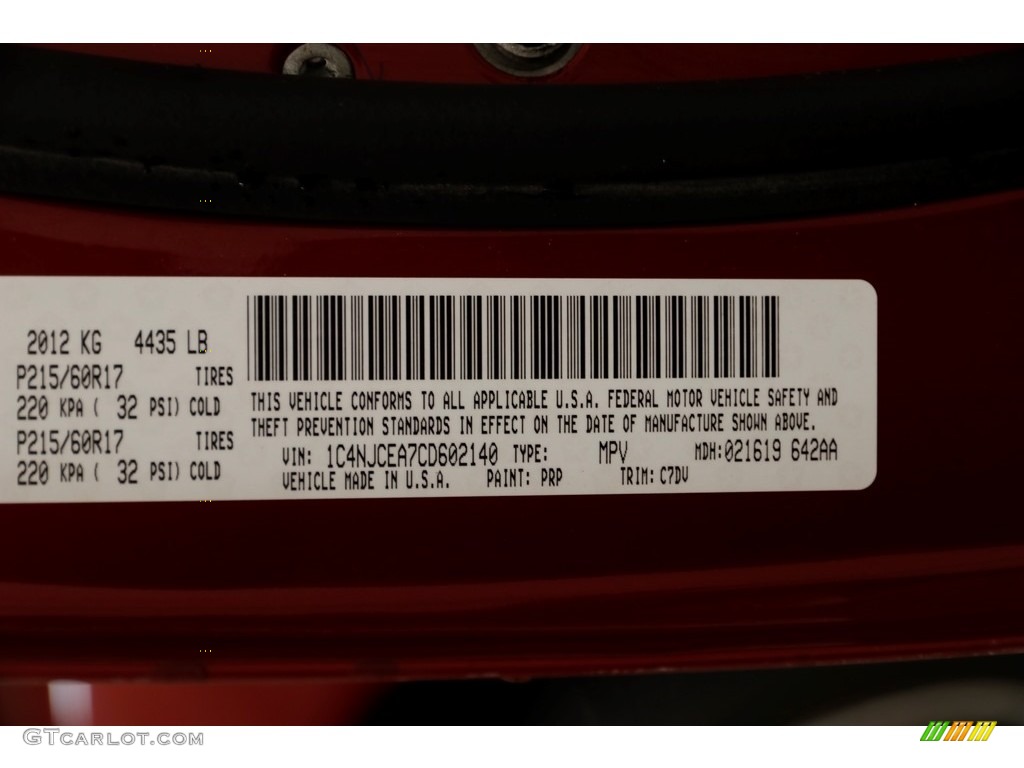 2012 KG 4435 LB
P215/60R17 TIRES
220 KPA ( 32 PSI) COLD
P215/60R17 TIRES
220 KPA ( 32 PSI) COLD
THIS VEHICLE CONFORMS TO ALL APPLICABLE U.S.A. FEDERAL MOTOR VEHICLE SAFETY AND
THEFT PREVENTION STANDARDS IN EFFECT ON THE DATE OF MANUFACTURE SHOWN ABOVE.
VIN: 1C4NJCEA7CD602140 TYPE: MPV MDH:021619 642AA
VEHICLE MADE IN U.S.A. PAINT: PRP TRIM: C7DV
GTCarlot.com